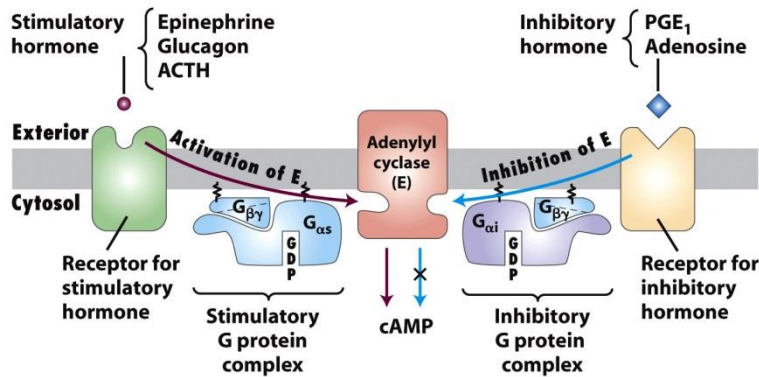 Stimulatory
hormone
Epinephrine
Glucagon
ACTH
Inhibitory
hormone
PGE1
Adenosine
Exterior
Cytosol
Activation of E
Adenylyl
cyclase
(E)
Inhibition of E
Gβγ
Gαs
GDP
Gαi
Gβγ
GDP
Receptor for
stimulatory
hormone
Stimulatory
G protein
complex
cAMP
Inhibitory
G protein
complex
Receptor for
inhibitory
hormone